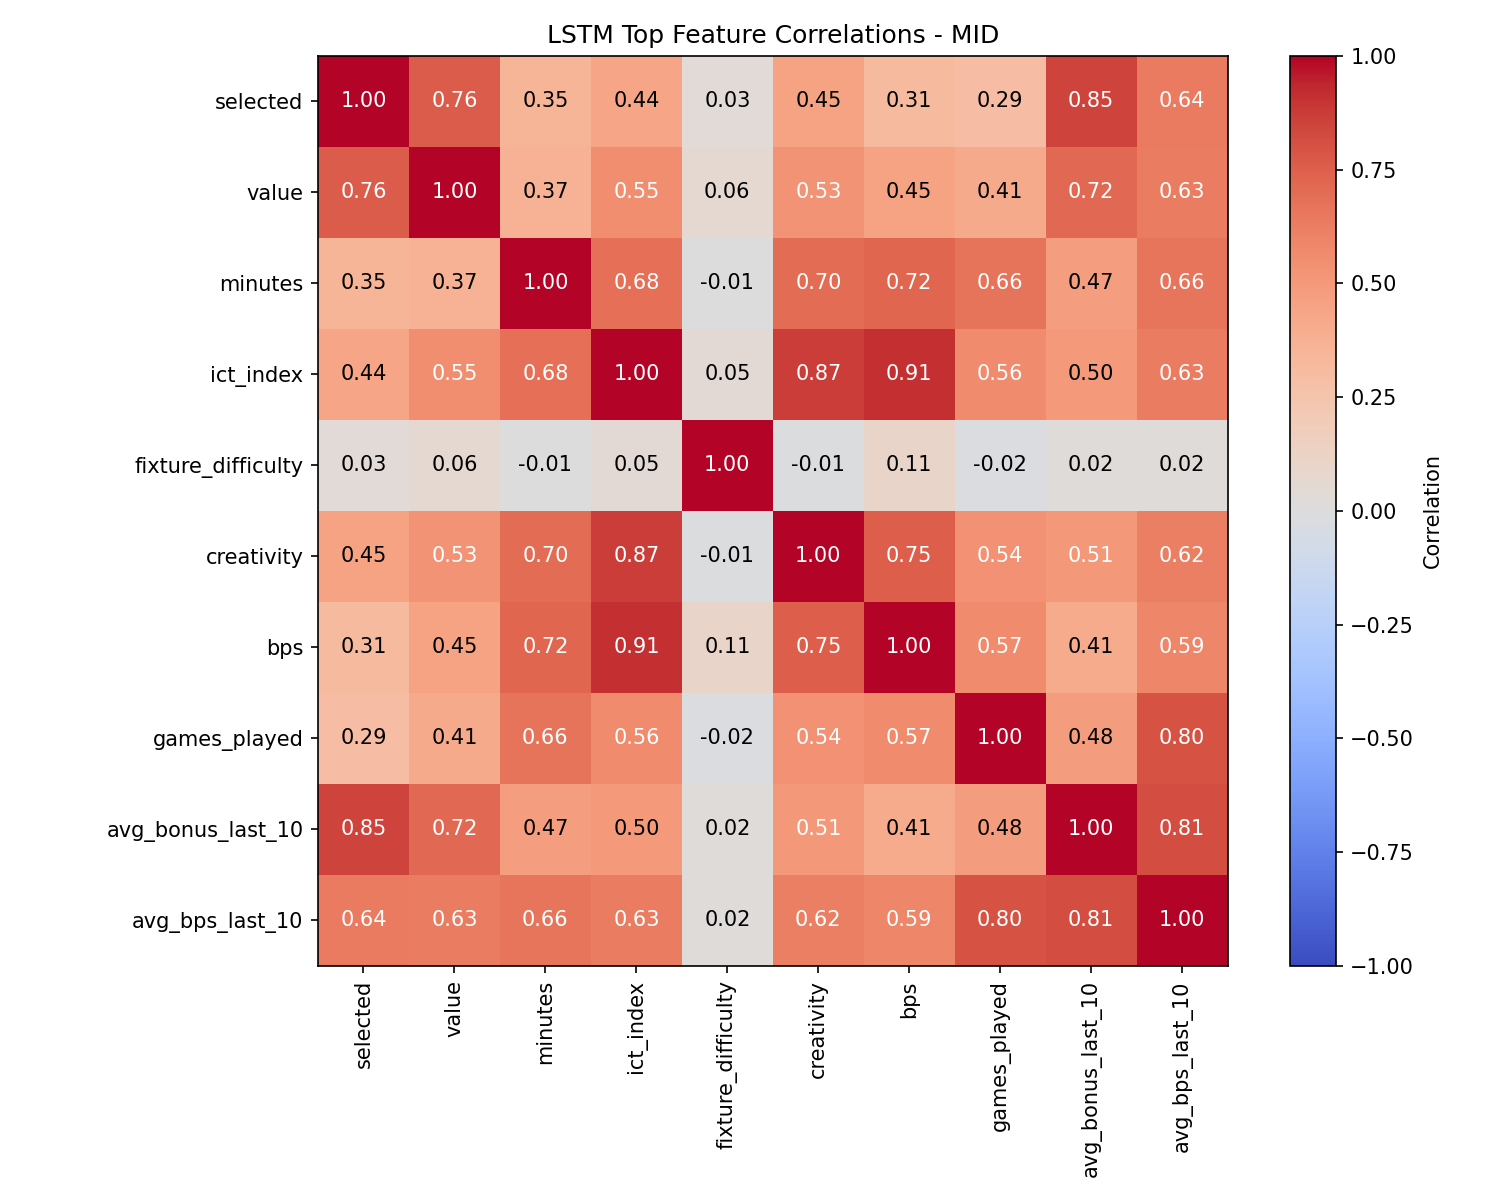 LSTM Top Feature Correlations - MID
selected 1.00 0.76 0.35 0.44 0.03 0.45 0.31 0.29 0.85 0.64
value 0.76 1.00 0.37 0.55 0.06 0.53 0.45 0.41 0.72 0.63
minutes 0.35 0.37 1.00 0.68 -0.01 0.70 0.72 0.66 0.47 0.66
ict_index 0.44 0.55 0.68 1.00 0.05 0.87 0.91 0.56 0.50 0.63
fixture_difficulty 0.03 0.06 -0.01 0.05 1.00 -0.01 0.11 -0.02 0.02 0.02
creativity 0.45 0.53 0.70 0.87 -0.01 1.00 0.75 0.54 0.51 0.62
bps 0.31 0.45 0.72 0.91 0.11 0.75 1.00 0.57 0.41 0.59
games_played 0.29 0.41 0.66 0.56 -0.02 0.54 0.57 1.00 0.48 0.80
avg_bonus_last_10 0.85 0.72 0.47 0.50 0.02 0.51 0.41 0.48 1.00 0.81
avg_bps_last_10 0.64 0.63 0.66 0.63 0.02 0.62 0.59 0.80 0.81 1.00
selected value minutes ict_index fixture_difficulty creativity bps games_played avg_bonus_last_10 avg_bps_last_10
1.00
0.75
0.50
0.25
0.00
−0.25
−0.50
−0.75
−1.00
Correlation